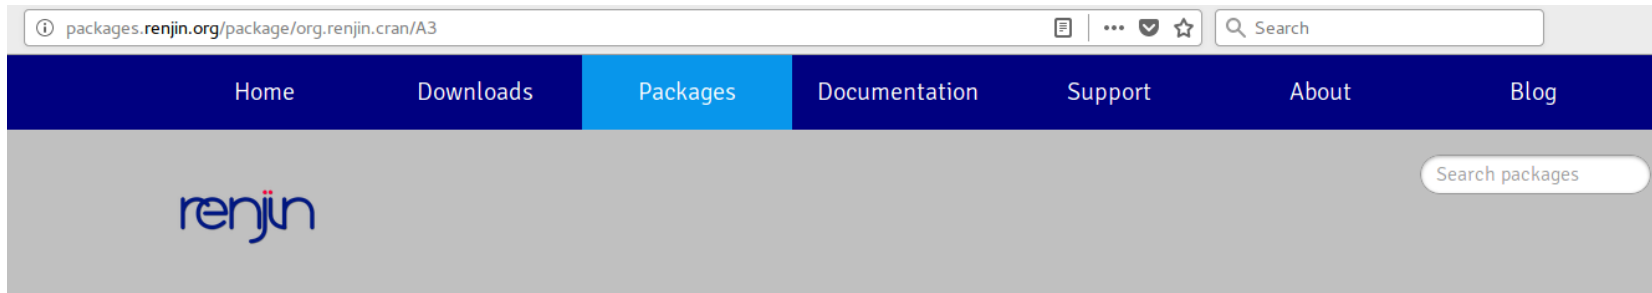 packages.renjin.org/package/org.renjin.cran/A3 Search
Home Downloads Packages Documentation Support About Blog
Search packages
renjin